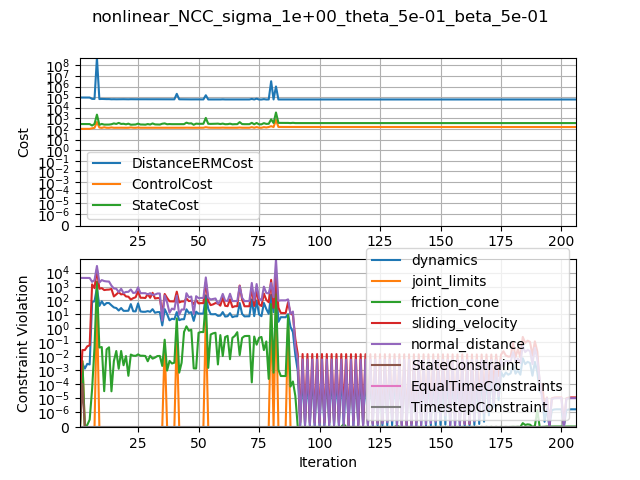 nonlinear_NCC_sigma_1e+00_theta_5e-01_beta_5e-01
Cost
10^8
10^7
10^6
10^5
10^4
10^3
10^2
10^1
10^0
10^-1
10^-2
10^-3
10^-4
10^-5
10^-6
0
DistanceERMCost
ControlCost
StateCost
25 50 75 100 125 150 175 200
Constraint Violation
10^4
10^3
10^2
10^1
10^0
10^-1
10^-2
10^-3
10^-4
10^-5
10^-6
0
dynamics
joint_limits
friction_cone
sliding_velocity
normal_distance
StateConstraint
EqualTimeConstraints
TimestepConstraint
25 50 75 100 125 150 175 200
Iteration